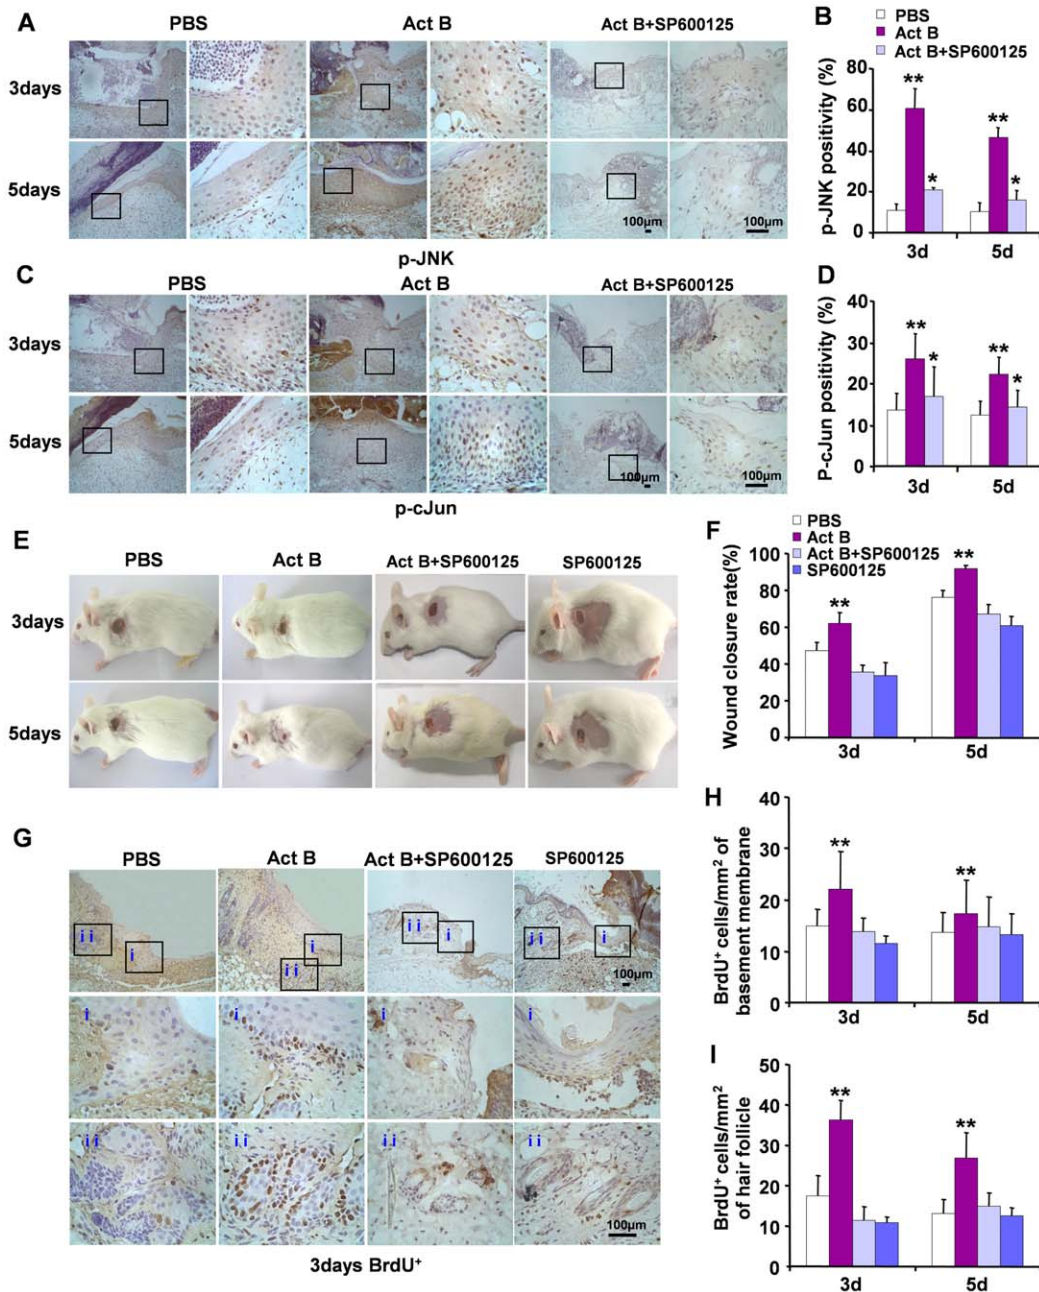 A
PBS
Act B
Act B+SP600125
3days
5days
100µm
100µm
p-JNK
B
PBS
Act B
Act B+SP600125
p-JNK positivity (%)
80
60
40
20
0
**
*
**
*
3d
5d
C
PBS
Act B
Act B+SP600125
3days
5days
100µm
100µm
p-cJun
D
P-cJun positivity (%)
40
30
20
10
0
**
*
**
*
3d
5d
E
PBS
Act B
Act B+SP600125
SP600125
3days
5days
F
PBS
Act B
Act B+SP600125
SP600125
Wound closure rate(%)
100
80
60
40
20
0
**
**
3d
5d
G
PBS
Act B
Act B+SP600125
SP600125
ii
i
i
ii
ii
i
ii
i
100µm
i
i
i
i
ii
ii
ii
ii
100µm
3days BrdU⁺
H
BrdU⁺ cells/mm² of
basement membrane
40
30
20
10
0
**
**
3d
5d
I
BrdU⁺ cells/mm²
of hair follicle
50
40
30
20
10
0
**
**
3d
5d